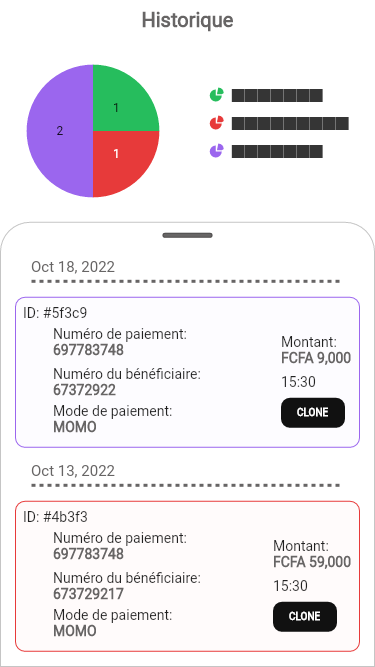 Historique
1
2
1
Oct 18, 2022
ID: #5f3c9
Numéro de paiement:
697783748
Numéro du bénéficiaire:
67372922
Mode de paiement:
MOMO
Montant:
FCFA 9,000
15:30
CLONE
Oct 13, 2022
ID: #4b3f3
Numéro de paiement:
697783748
Numéro du bénéficiaire:
673729217
Mode de paiement:
MOMO
Montant:
FCFA 59,000
15:30
CLONE